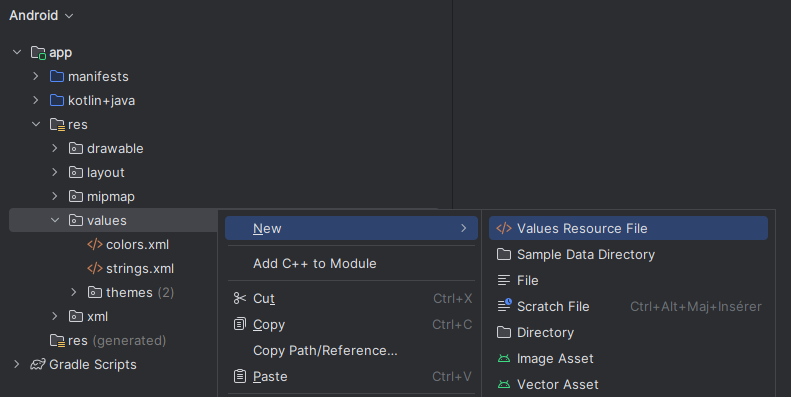 Android
app
manifests
kotlin+java
res
drawable
layout
mipmap
values
colors.xml
strings.xml
themes (2)
xml
res (generated)
Gradle Scripts
New
Add C++ to Module
Cut Ctrl+X
Copy Ctrl+C
Copy Path/Reference...
Paste Ctrl+V
Values Resource File
Sample Data Directory
File
Scratch File Ctrl+Alt+Maj+Insérer
Directory
Image Asset
Vector Asset